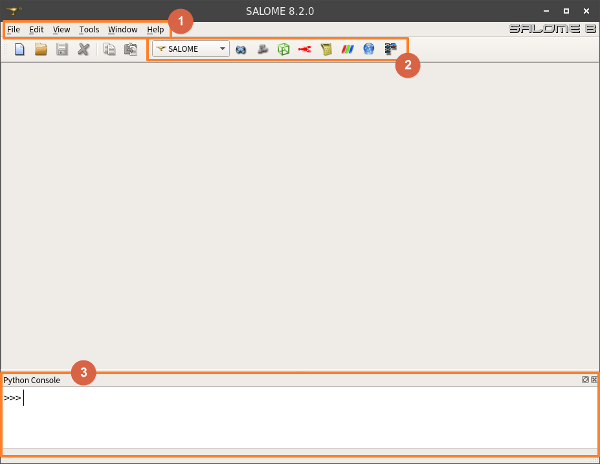 SALOME 8.2.0
1
File Edit View Tools Window Help
SALOME 8
SALOME
2
3
Python Console
>>>